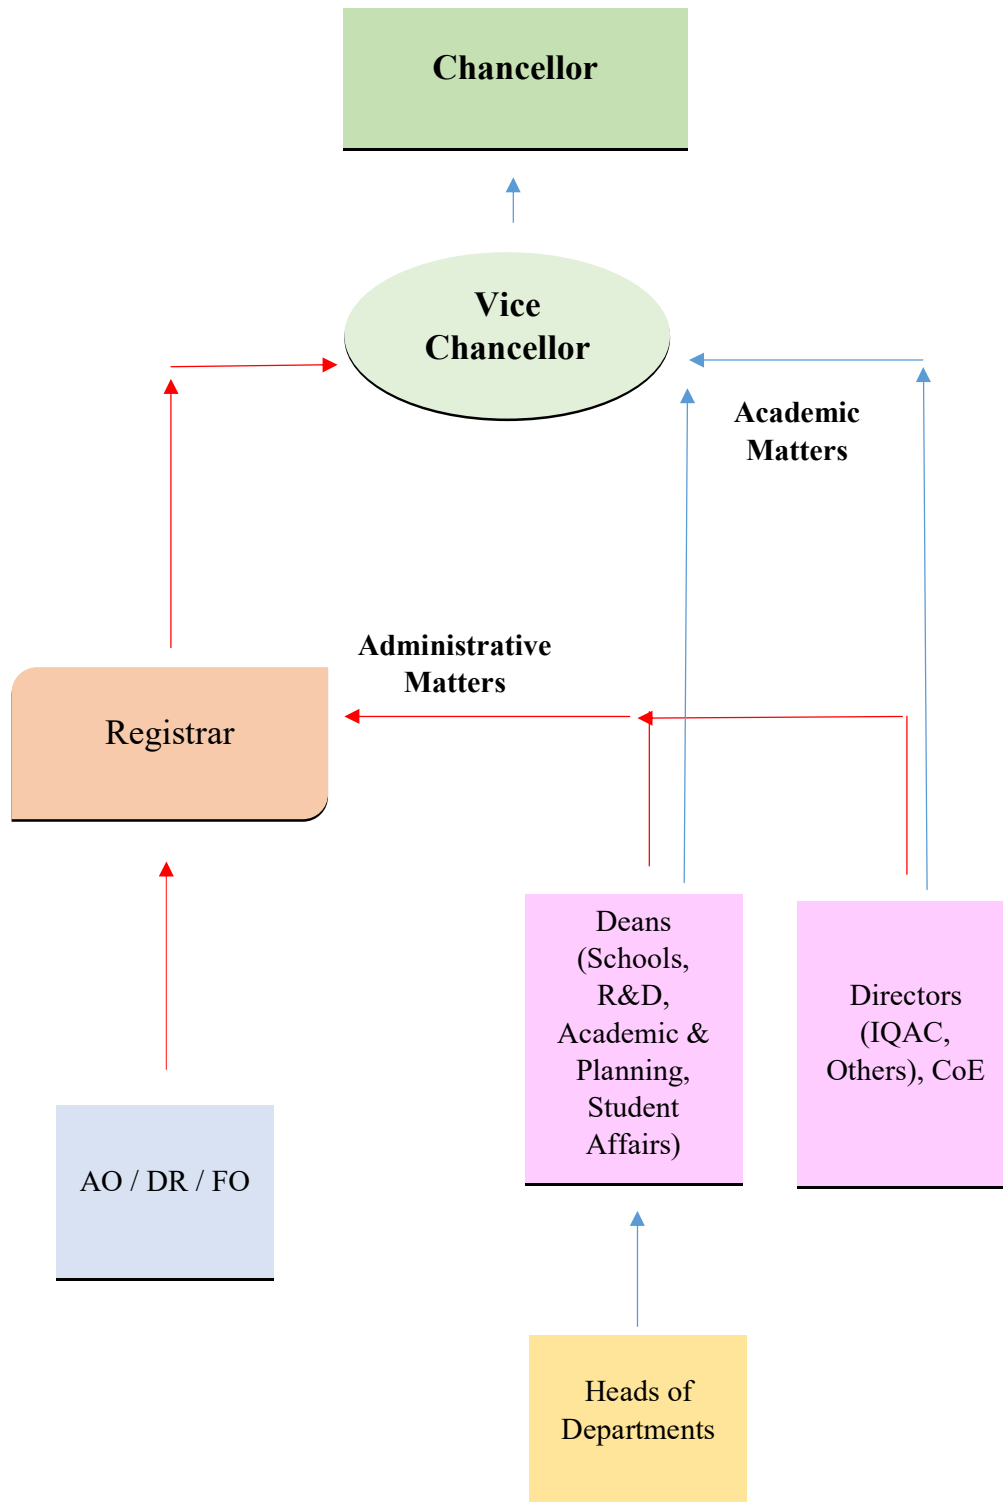 Chancellor
Vice
Chancellor
Academic
Matters
Administrative
Matters
Registrar
Deans
(Schools,
R&D,
Academic &
Planning,
Student
Affairs)
Directors
(IQAC,
Others), CoE
AO / DR / FO
Heads of
Departments